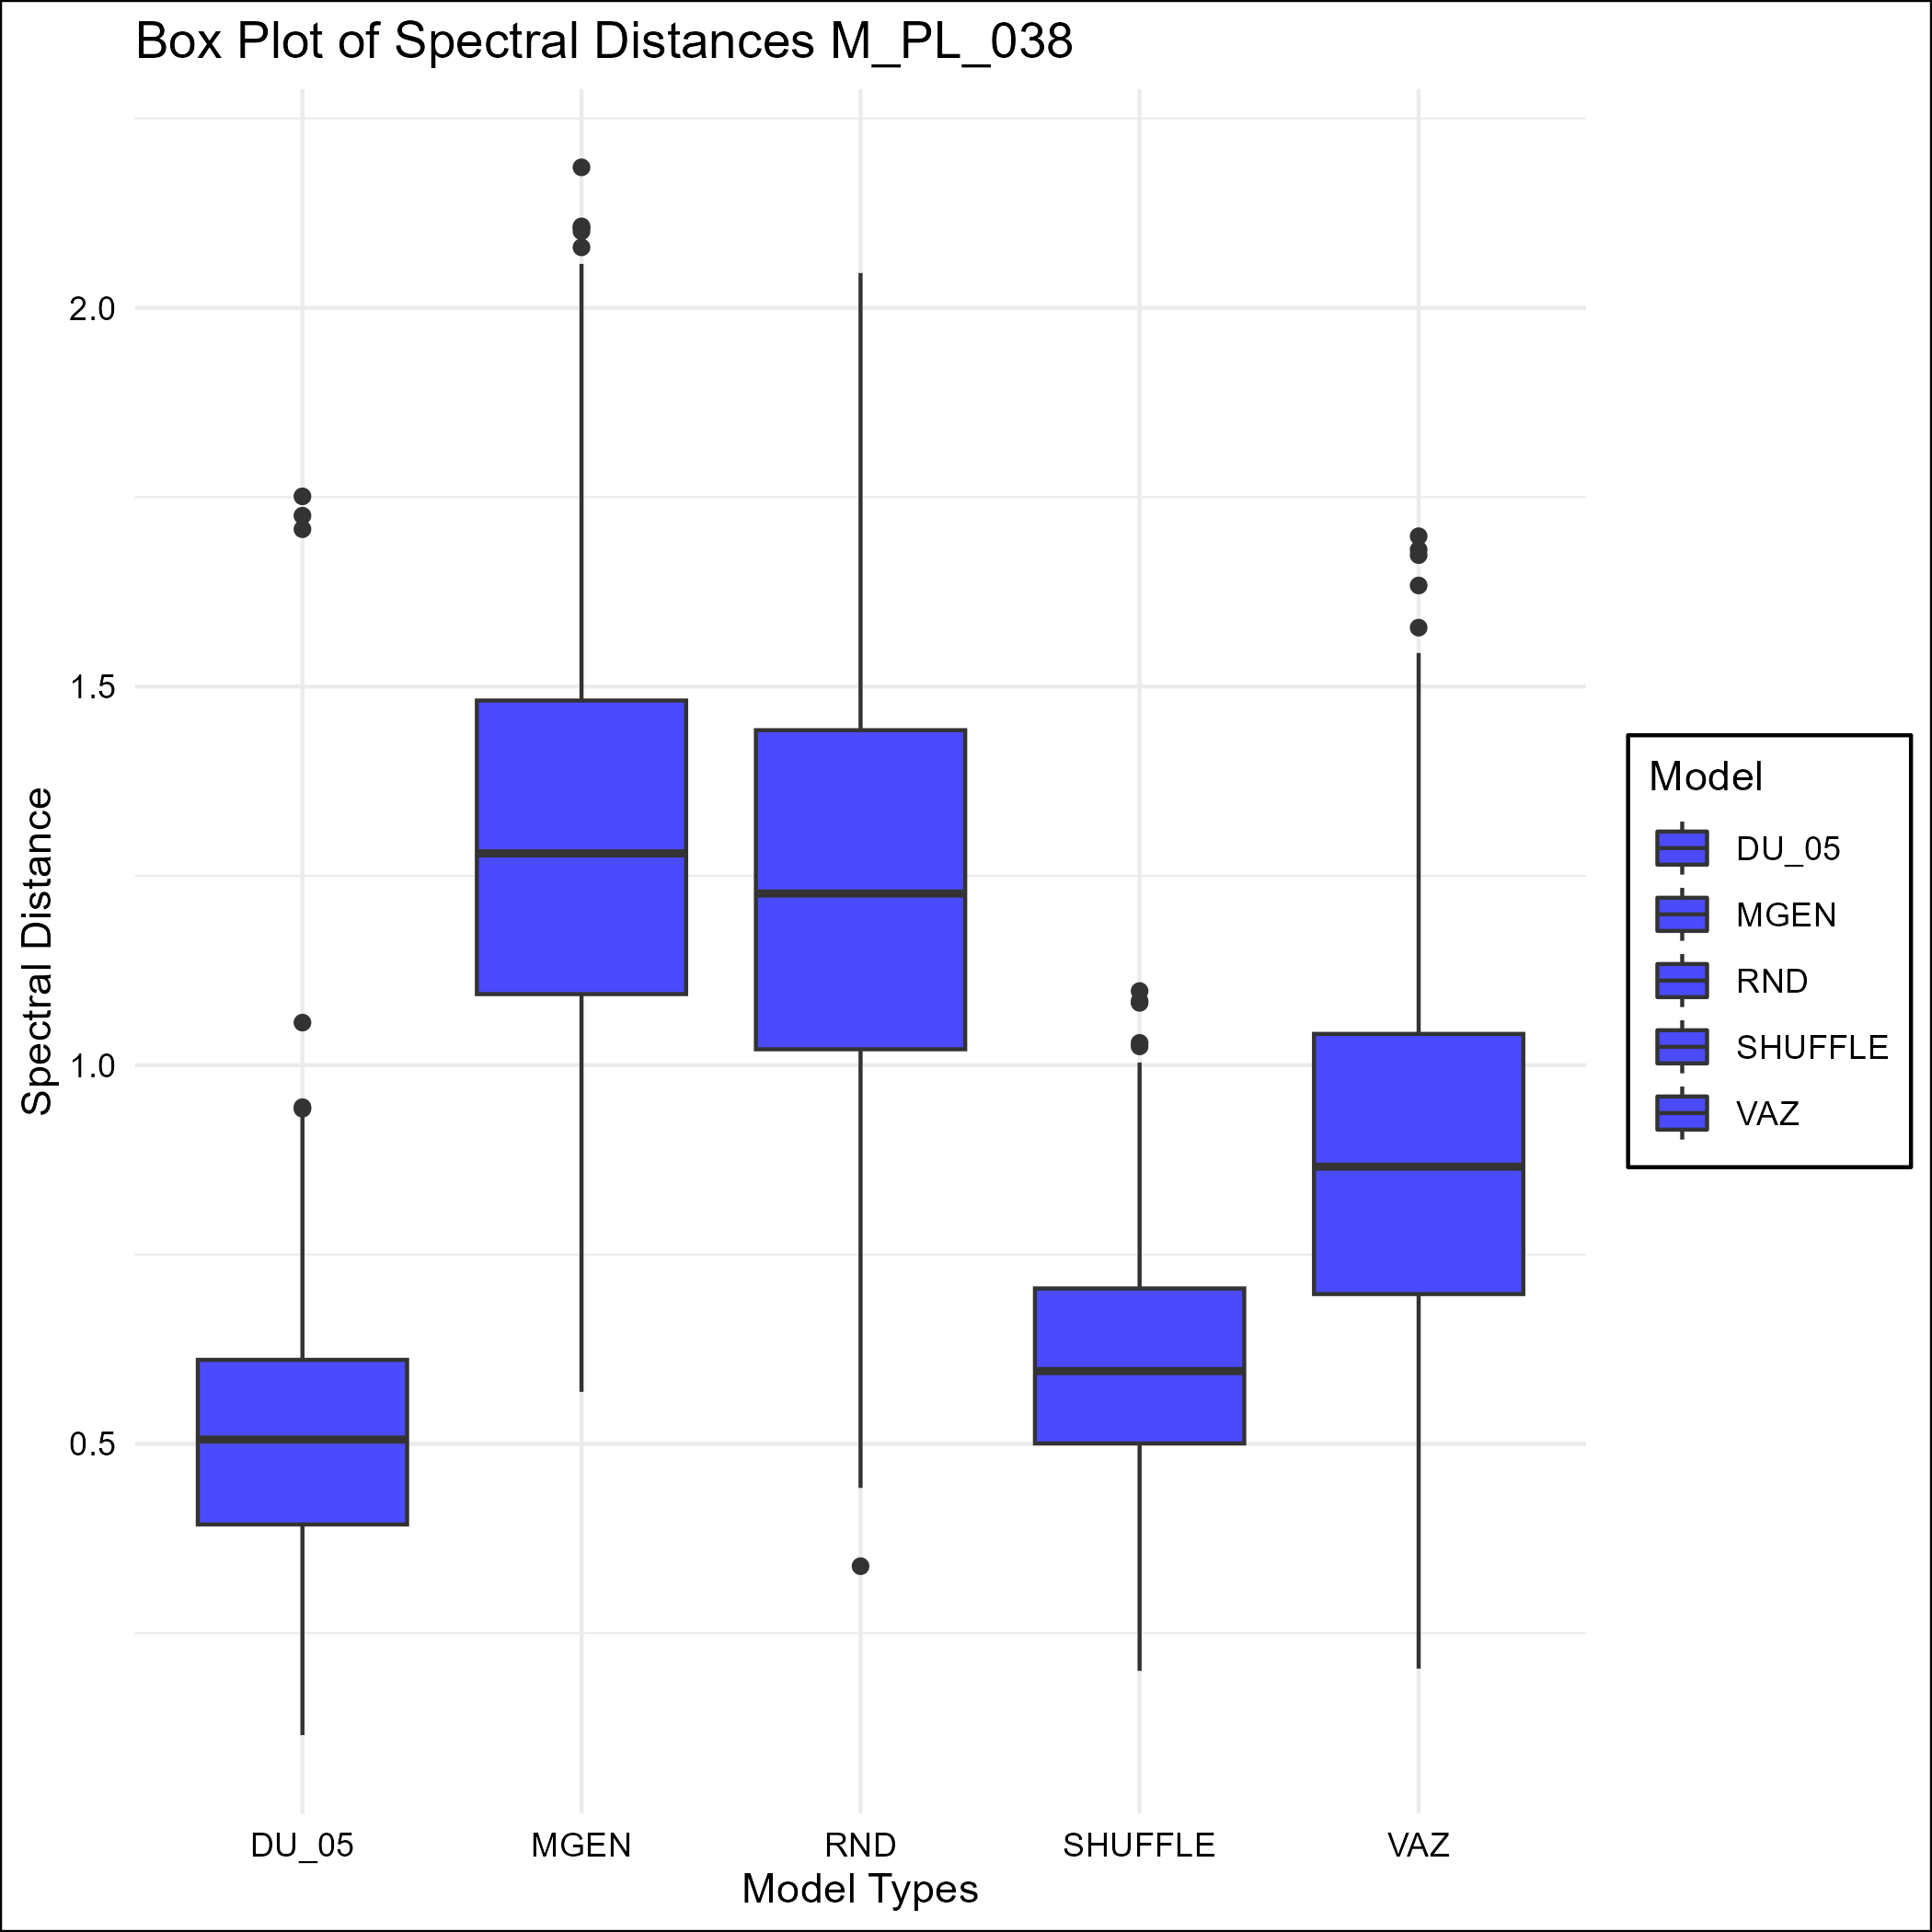 Box Plot of Spectral Distances M_PL_038
Spectral Distance
2.0
1.5
1.0
0.5
DU_05
MGEN
RND
SHUFFLE
VAZ
Model Types
Model
DU_05
MGEN
RND
SHUFFLE
VAZ